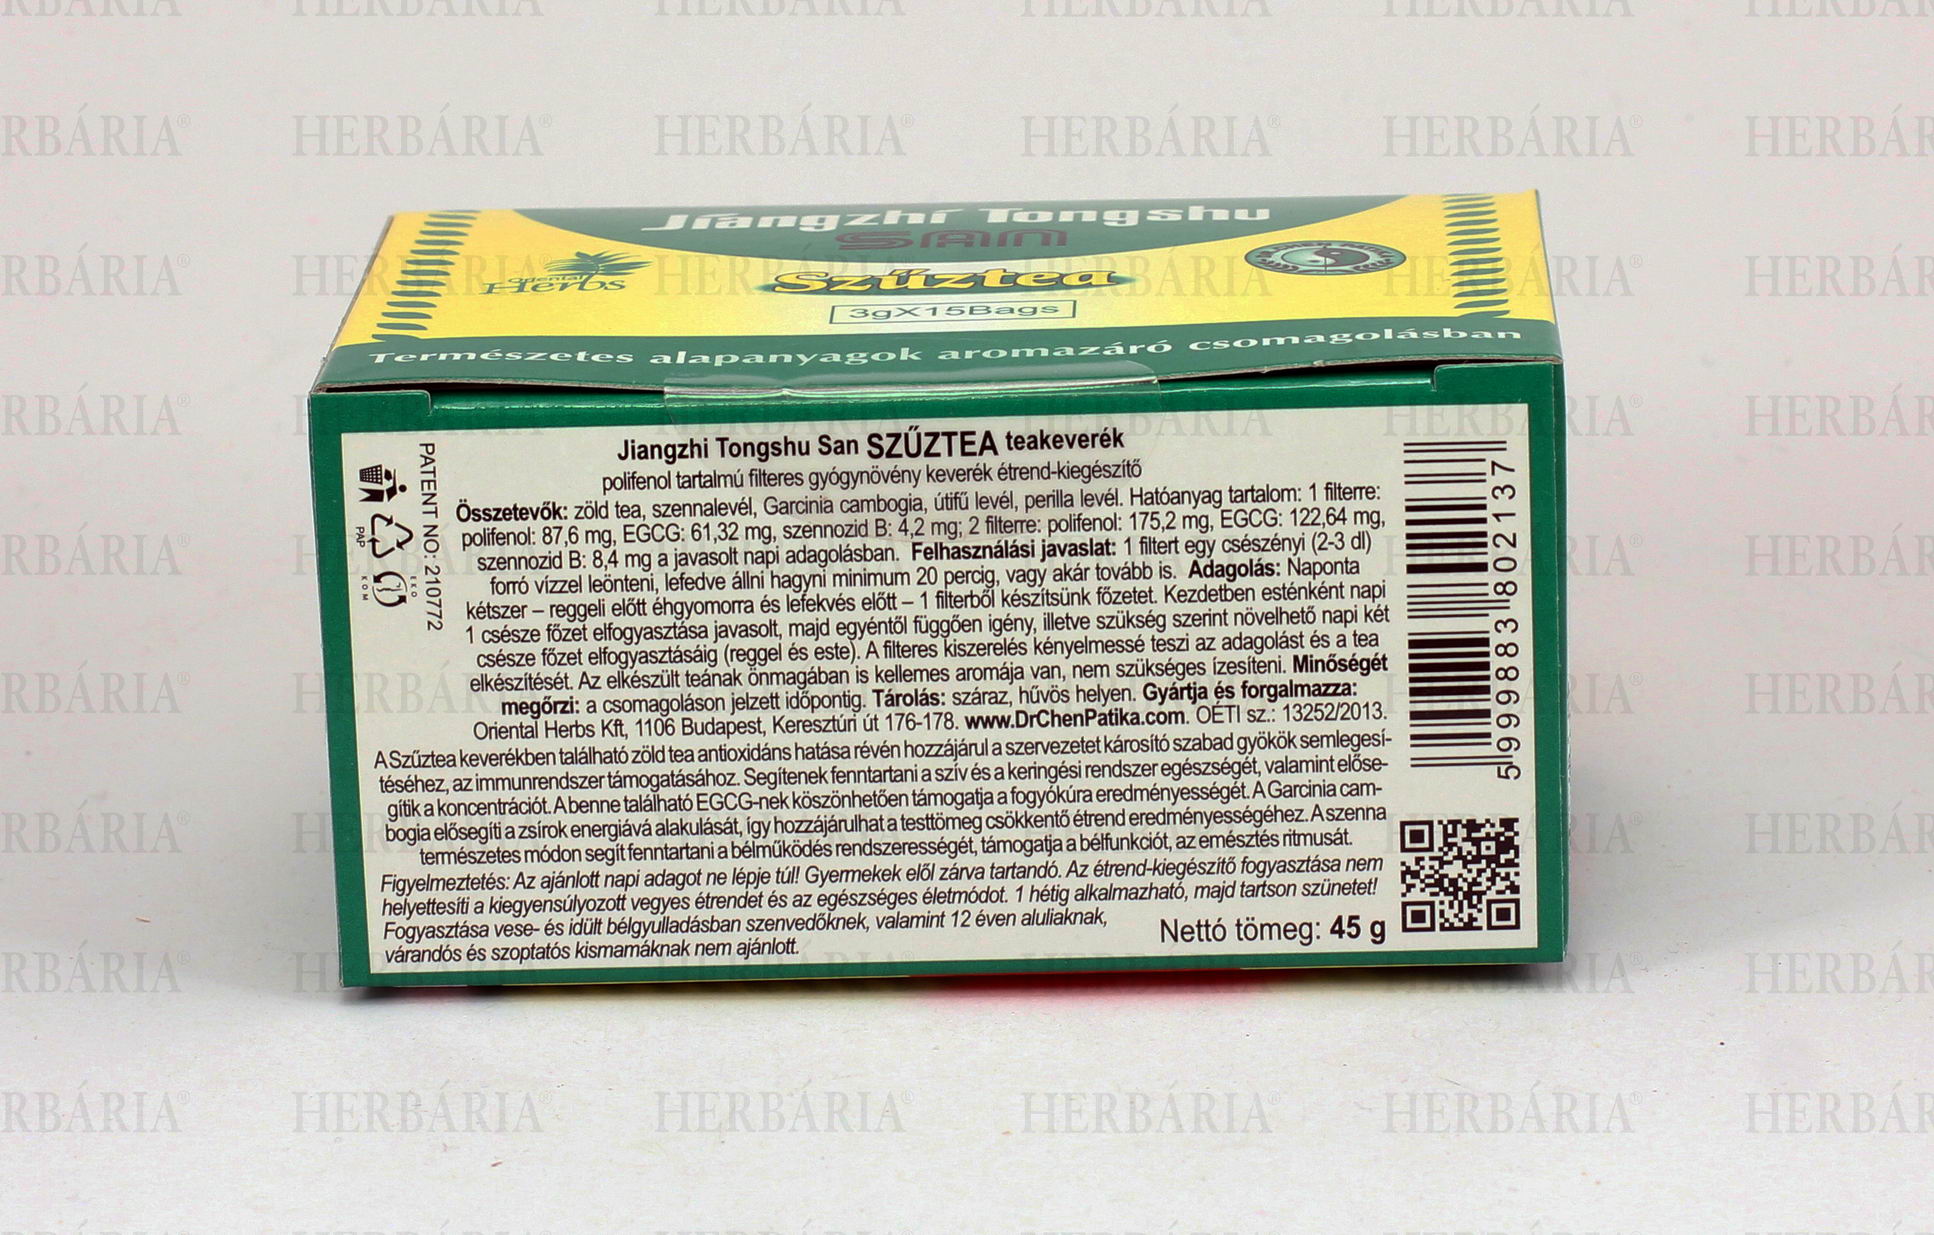 Jiangzhi Tongshu
SAN
Oriental
Herbs
Szűztea
DR. CHEN PATIKA
3gX15Bags
Természetes alapanyagok aromazáró csomagolásban
PATENT NO: 210772
PAP
EKO
KOM
Jiangzhi Tongshu San SZŰZTEA teakeverék
polifenol tartalmú filteres gyógynövény keverék étrend-kiegészítő
Összetevők: zöld tea, szennalevél, Garcinia cambogia, útifű levél, perilla levél. Hatóanyag tartalom: 1 filterre:
polifenol: 87,6 mg, EGCG: 61,32 mg, szennozid B: 4,2 mg; 2 filterre: polifenol: 175,2 mg, EGCG: 122,64 mg,
szennozid B: 8,4 mg a javasolt napi adagolásban. Felhasználási javaslat: 1 filtert egy csészényi (2-3 dl)
forró vízzel leönteni, lefedve állni hagyni minimum 20 percig, vagy akár tovább is. Adagolás: Naponta
kétszer – reggeli előtt éhgyomorra és lefekvés előtt – 1 filterből készítsünk főzetet. Kezdetben esténként napi
1 csésze főzet elfogyasztása javasolt, majd egyéntől függően igény, illetve szükség szerint növelhető napi két
csésze főzet elfogyasztásáig (reggel és este). A filteres kiszerelés kényelmessé teszi az adagolást és a tea
elkészítését. Az elkészült teának önmagában is kellemes aromája van, nem szükséges ízesíteni. Minőségét
megőrzi: a csomagoláson jelzett időpontig. Tárolás: száraz, hűvös helyen. Gyártja és forgalmazza:
Oriental Herbs Kft, 1106 Budapest, Keresztúri út 176-178. www.DrChenPatika.com. OÉTI sz.: 13252/2013.
A Szűztea keverékben található zöld tea antioxidáns hatása révén hozzájárul a szervezetet károsító szabad gyökök semlegesí-
téséhez, az immunrendszer támogatásához. Segítenek fenntartani a szív és a keringési rendszer egészségét, valamint előse-
gítik a koncentrációt. A benne található EGCG-nek köszönhetően támogatja a fogyókúra eredményességét. A Garcinia cam-
bogia elősegíti a zsírok energiává alakulását, így hozzájárulhat a testtömeg csökkentő étrend eredményességéhez. A szenna
természetes módon segít fenntartani a bélműködés rendszerességét, támogatja a bélfunkciót, az emésztés ritmusát.
Figyelmeztetés: Az ajánlott napi adagot ne lépje túl! Gyermekek elől zárva tartandó. Az étrend-kiegészítő fogyasztása nem
helyettesíti a kiegyensúlyozott vegyes étrendet és az egészséges életmódot. 1 hétig alkalmazható, majd tartson szünetet!
Fogyasztása vese- és idült bélgyulladásban szenvedőknek, valamint 12 éven aluliaknak,
várandós és szoptatós kismamáknak nem ajánlott.
Nettó tömeg: 45 g
5 999883 802137
HERBÁRIA®